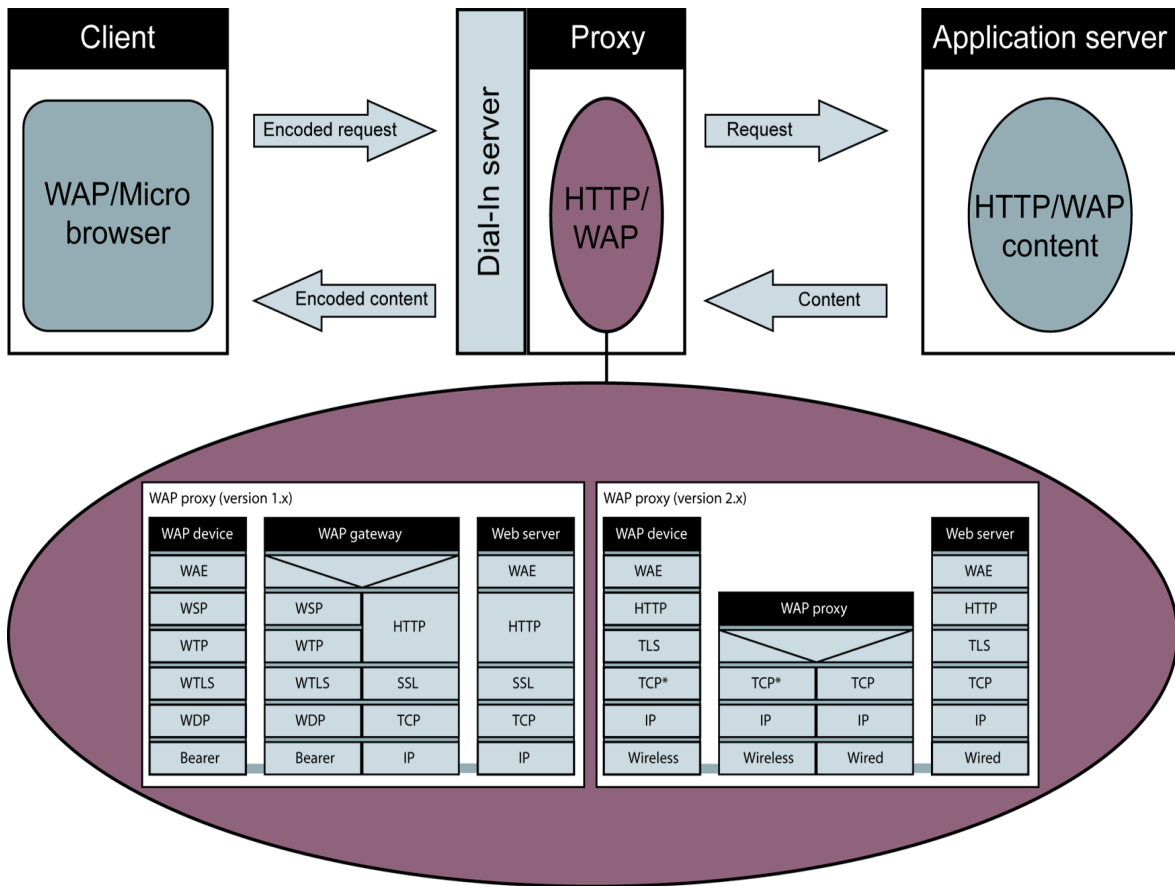 Client
Proxy
Application server
Dial-In server
WAP/Micro
browser
Encoded request
Encoded content
HTTP/
WAP
Request
Content
HTTP/WAP
content
WAP proxy (version 1.x)
WAP device
WAE
WSP
WTP
WTLS
WDP
Bearer
WAP gateway
WSP
WTP
WTLS
WDP
Bearer
HTTP
SSL
TCP
IP
Web server
WAE
HTTP
SSL
TCP
IP
WAP proxy (version 2.x)
WAP device
WAE
HTTP
TLS
TCP*
IP
Wireless
WAP proxy
TCP*
IP
Wireless
TCP
IP
Wired
Web server
WAE
HTTP
TLS
TCP
IP
Wired